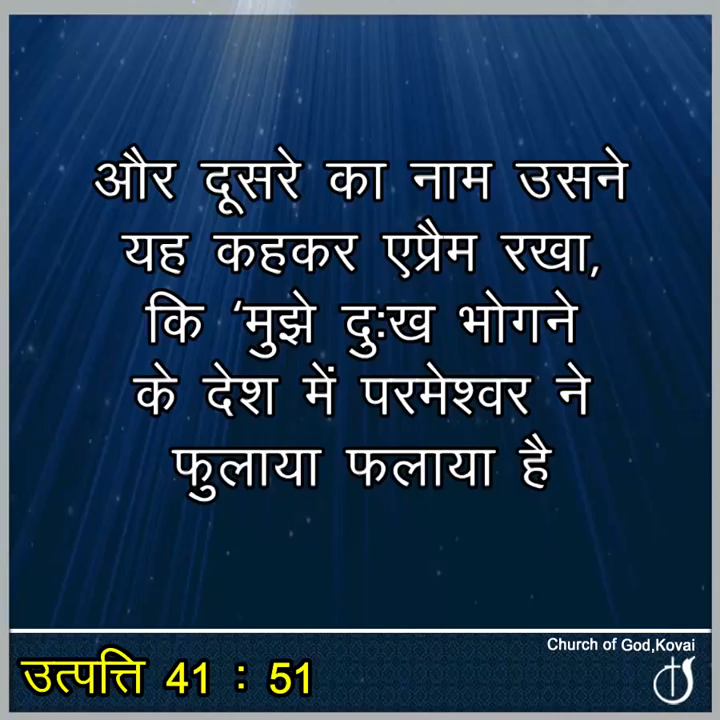 और दूसरे का नाम उसने
यह कहकर एप्रैम रखा,
कि ‘मुझे दु:ख भोगने
के देश में परमेश्वर ने
फुलाया फलाया है
Church of God,Kovai
उत्पत्ति 41 : 51